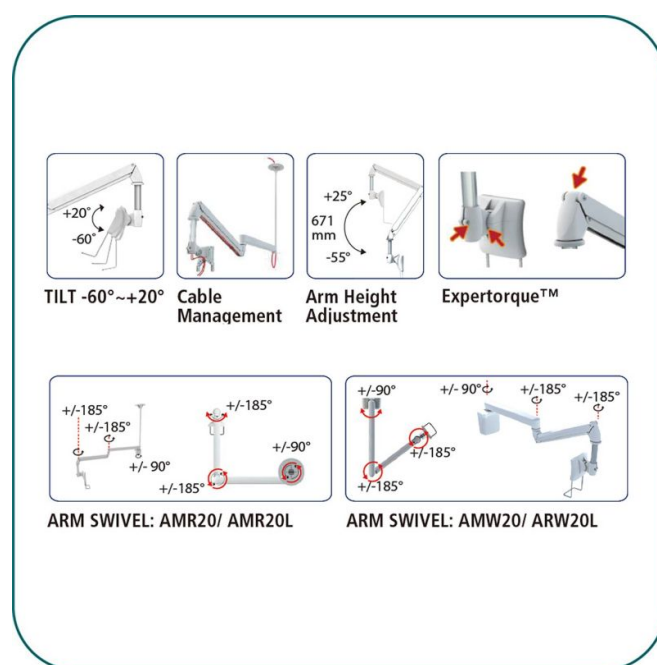 +20°
-60°
TILT -60°~+20°
Cable
Management
+25°
671
mm
-55°
Arm Height
Adjustment
Expertorque™
+/-185°
+/-185°
+/- 90°
+/-185°
+/-90°
+/-185°
ARM SWIVEL: AMR20/ AMR20L
+/-90°
+/-185°
+/-185°
+/- 90°
+/-185°
+/-185°
ARM SWIVEL: AMW20/ ARW20L